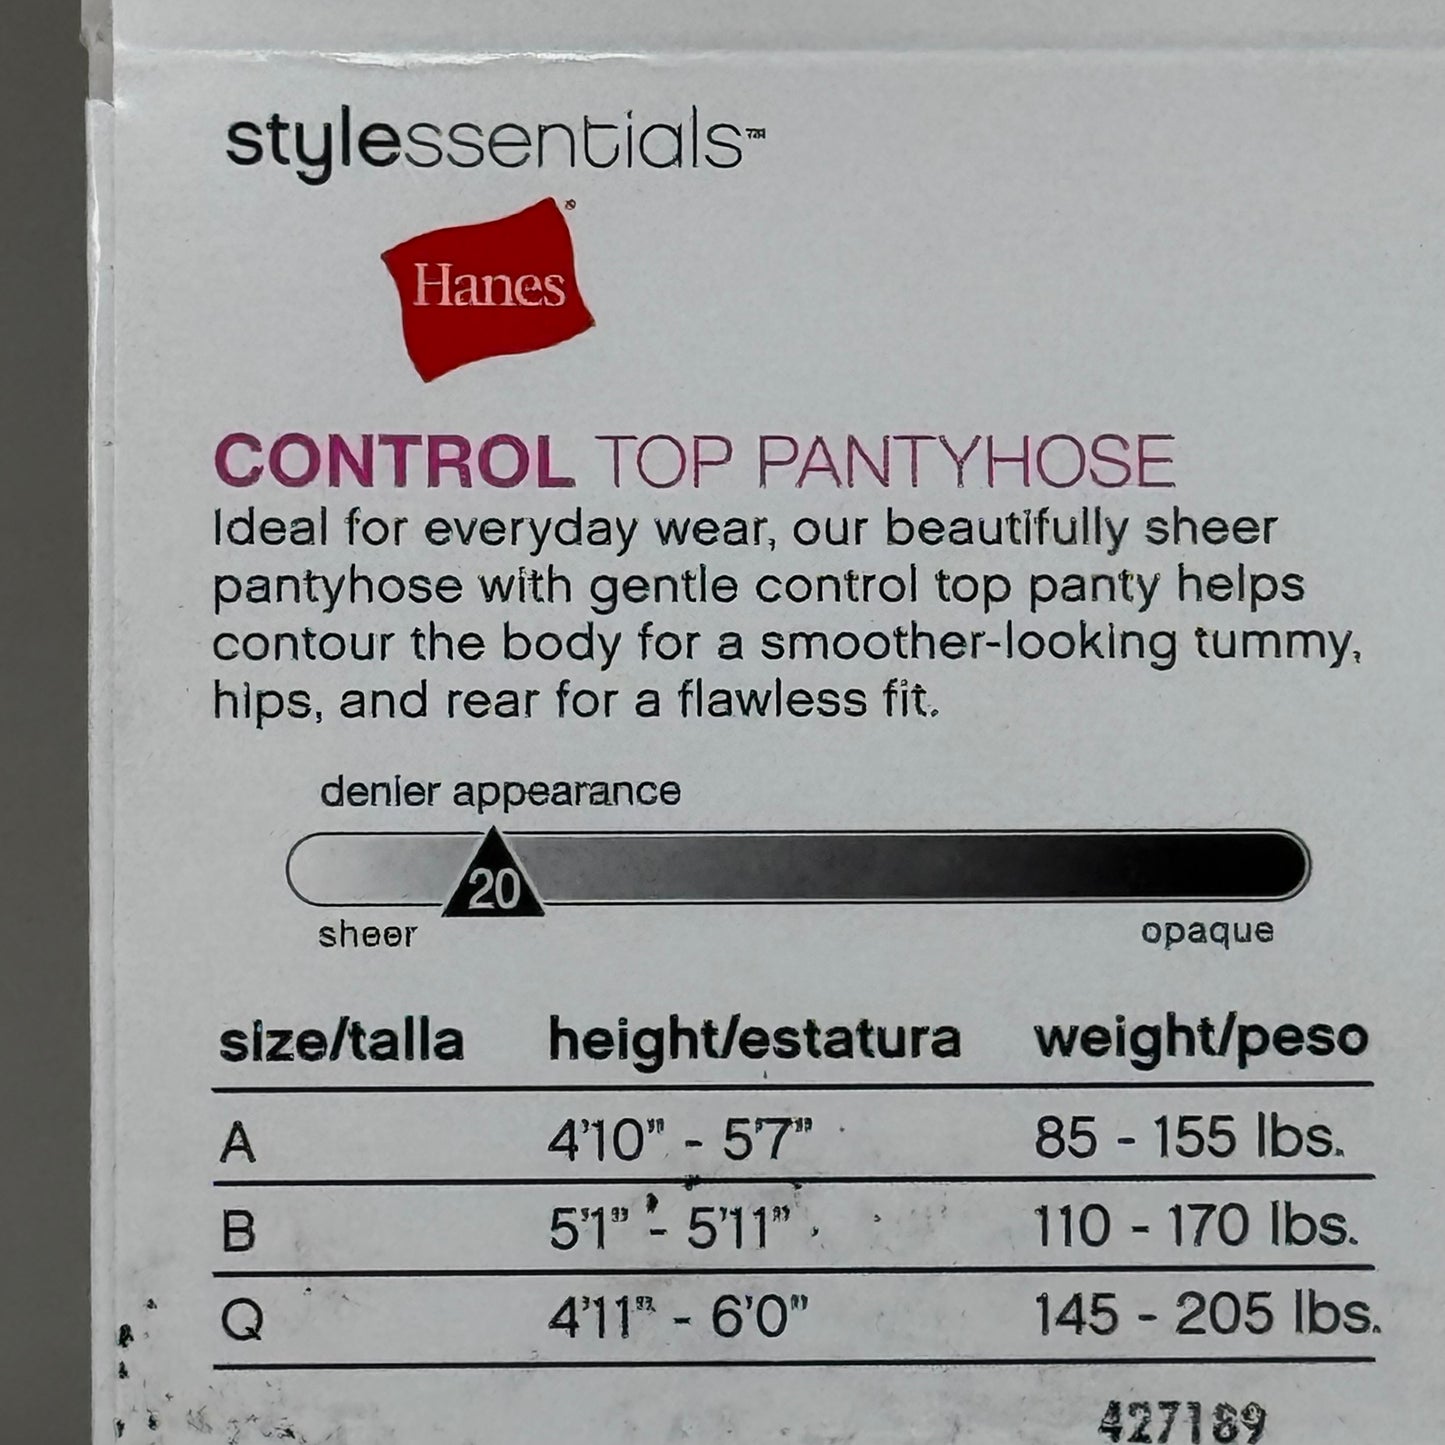 stylessentials™
Hanes®
CONTROL TOP PANTYHOSE
Ideal for everyday wear, our beautifully sheer
pantyhose with gentle control top panty helps
contour the body for a smoother-looking tummy,
hips, and rear for a flawless fit.
denier appearance
20
sheer opaque
size/talla height/estatura weight/peso
A 4'10" - 5'7" 85 - 155 lbs.
B 5'1" - 5'11" 110 - 170 lbs.
Q 4'11" - 6'0" 145 - 205 lbs.
427189